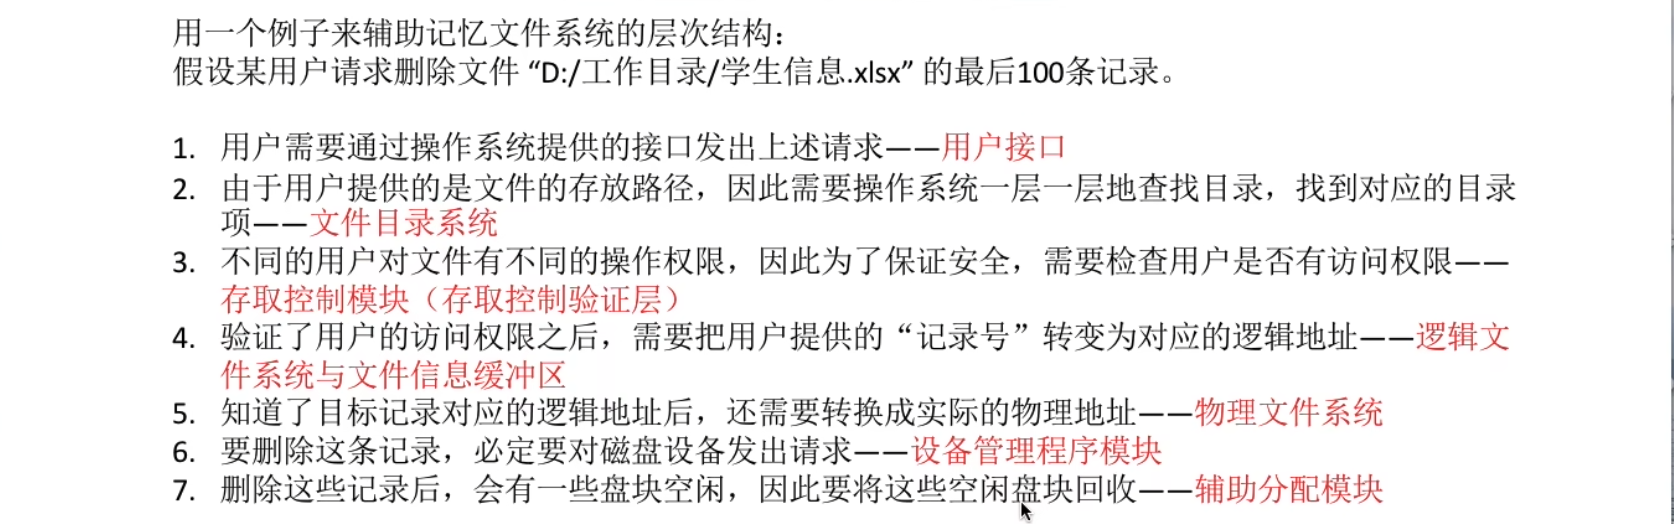 用一个例子来辅助记忆文件系统的层次结构：
假设某用户请求删除文件 “D:/工作目录/学生信息.xlsx” 的最后100条记录。
1. 用户需要通过操作系统提供的接口发出上述请求——用户接口
2. 由于用户提供的是文件的存放路径，因此需要操作系统一层一层地查找目录，找到对应的目录
项——文件目录系统
3. 不同的用户对文件有不同的操作权限，因此为了保证安全，需要检查用户是否有访问权限——
存取控制模块（存取控制验证层）
4. 验证了用户的访问权限之后，需要把用户提供的“记录号”转变为对应的逻辑地址——逻辑文
件系统与文件信息缓冲区
5. 知道了目标记录对应的逻辑地址后，还需要转换成实际的物理地址——物理文件系统
6. 要删除这条记录，必定要对磁盘设备发出请求——设备管理程序模块
7. 删除这些记录后，会有一些盘块空闲，因此要将这些空闲盘块回收——辅助分配模块